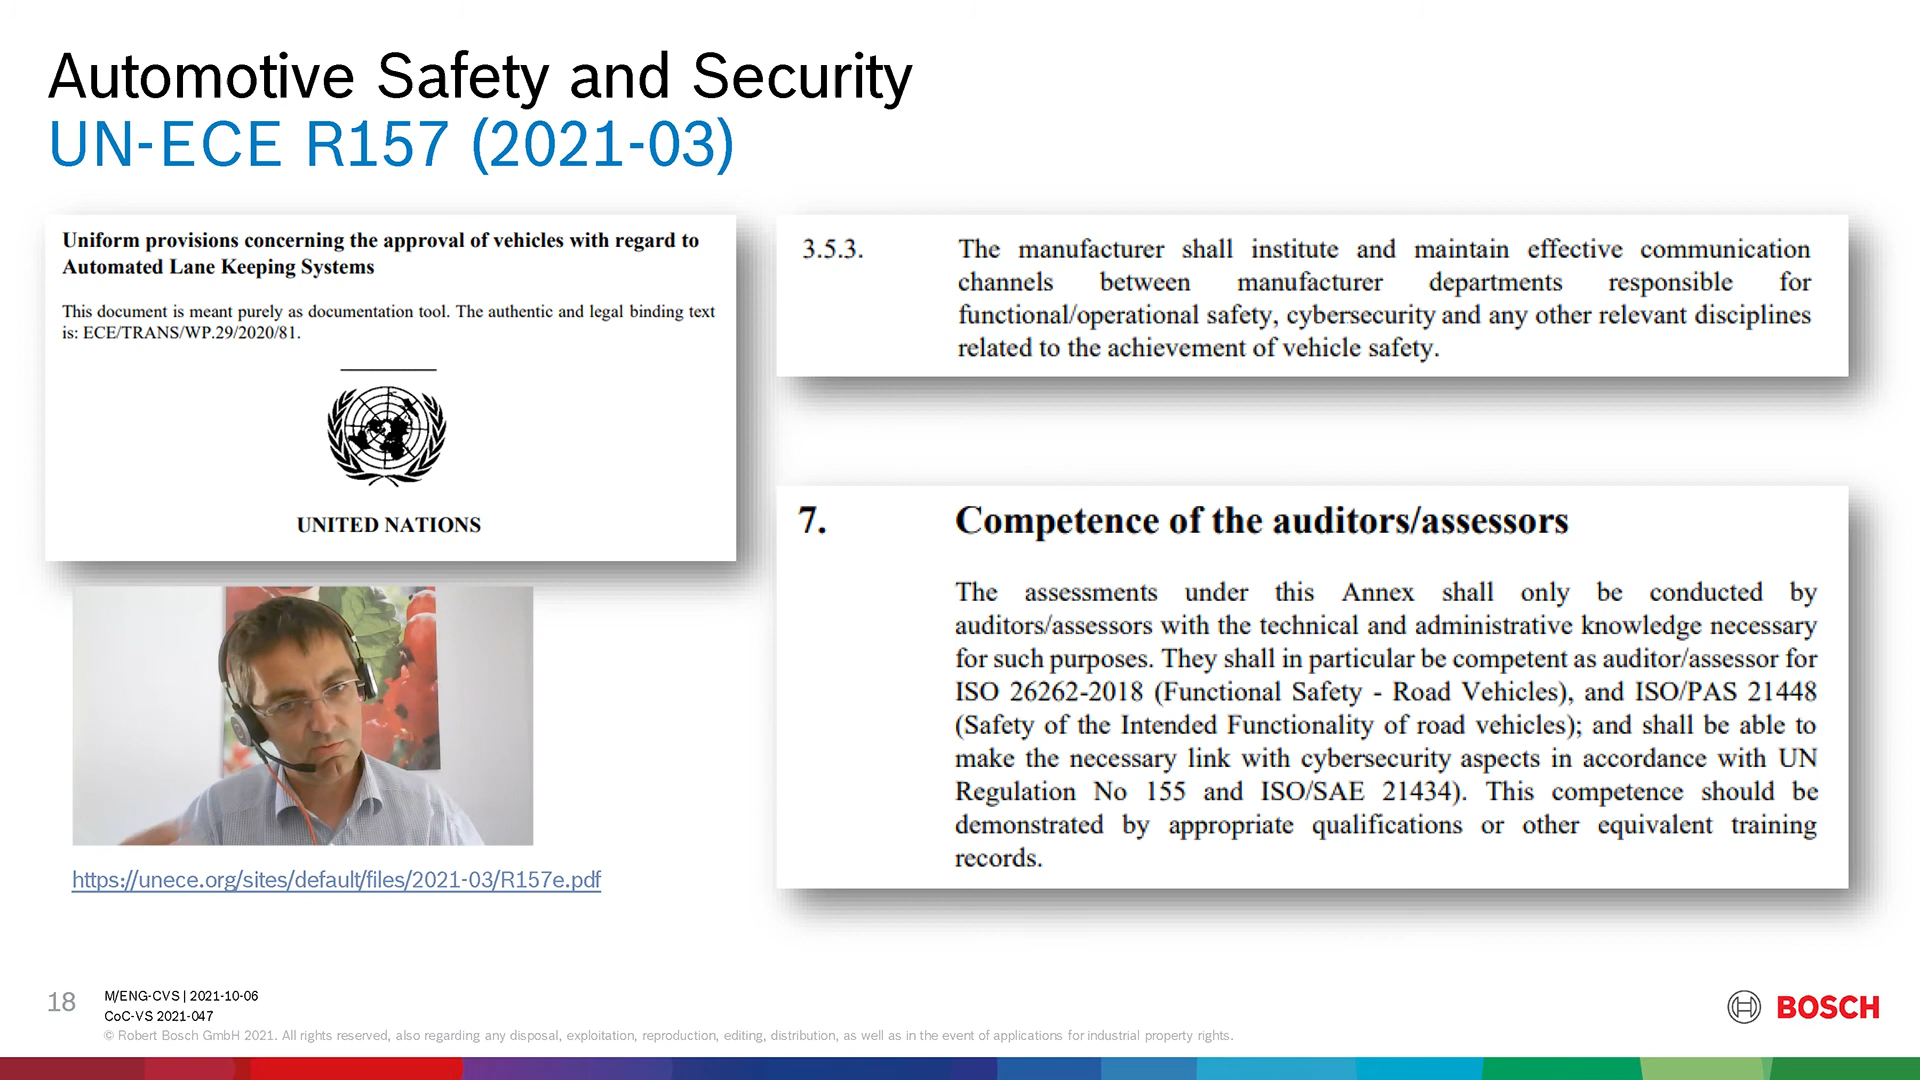 Automotive Safety and Security
UN-ECE R157 (2021-03)
Uniform provisions concerning the approval of vehicles with regard to
Automated Lane Keeping Systems
This document is meant purely as documentation tool. The authentic and legal binding text
is: ECE/TRANS/WP.29/2020/81.
UNITED NATIONS
https://unece.org/sites/default/files/2021-03/R157e.pdf
3.5.3. The manufacturer shall institute and maintain effective communication
channels between manufacturer departments responsible for
functional/operational safety, cybersecurity and any other relevant disciplines
related to the achievement of vehicle safety.
7. Competence of the auditors/assessors
The assessments under this Annex shall only be conducted by
auditors/assessors with the technical and administrative knowledge necessary
for such purposes. They shall in particular be competent as auditor/assessor for
ISO 26262-2018 (Functional Safety - Road Vehicles), and ISO/PAS 21448
(Safety of the Intended Functionality of road vehicles); and shall be able to
make the necessary link with cybersecurity aspects in accordance with UN
Regulation No 155 and ISO/SAE 21434). This competence should be
demonstrated by appropriate qualifications or other equivalent training
records.
18
M/ENG-CVS | 2021-10-06
CoC-VS 2021-047
© Robert Bosch GmbH 2021. All rights reserved, also regarding any disposal, exploitation, reproduction, editing, distribution, as well as in the event of applications for industrial property rights.
BOSCH